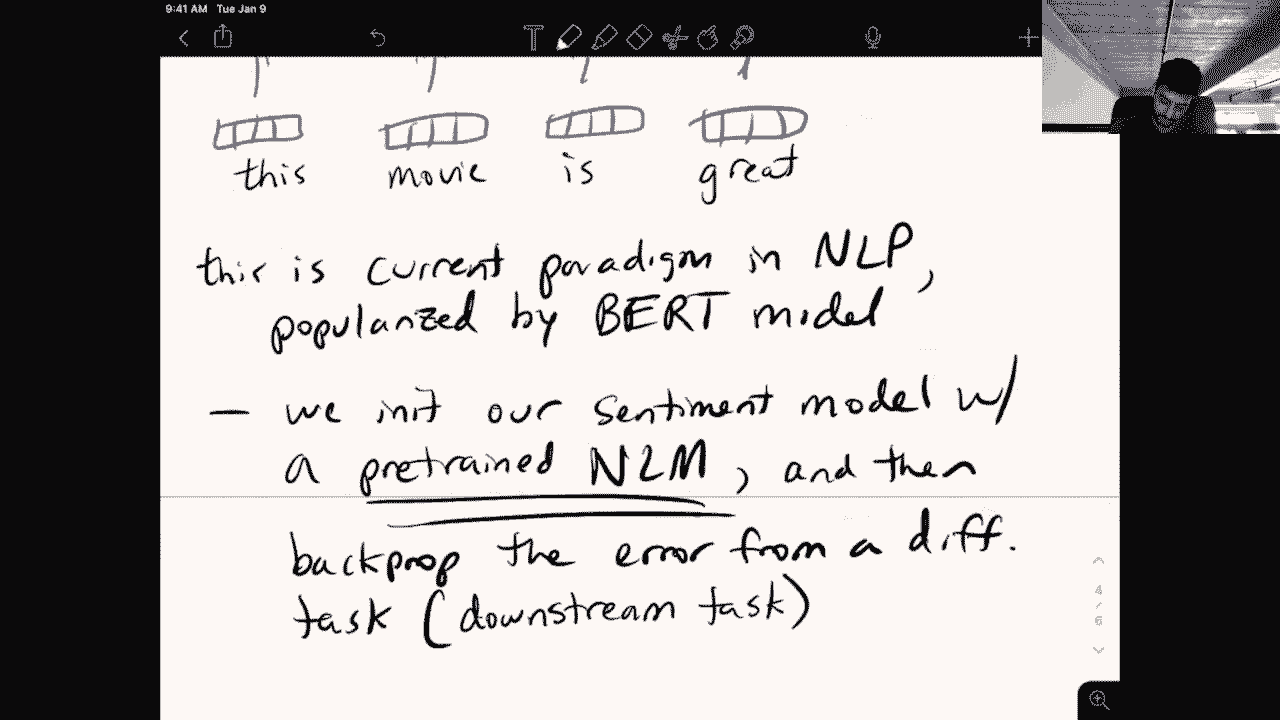 9:41 AM Tue Jan 9
this movie is great
this is current paradigm in NLP,
popularized by BERT model
— we init our sentiment model w/
a pretrained NLM, and then
backprop the error from a diff.
task (downstream task)
4
/
6